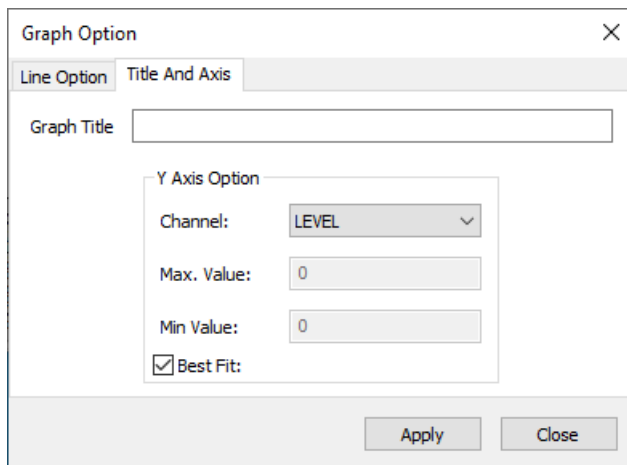 Graph Option
Line Option Title And Axis
Graph Title
Y Axis Option
Channel: LEVEL
Max. Value: 0
Min Value: 0
Best Fit:
Apply Close